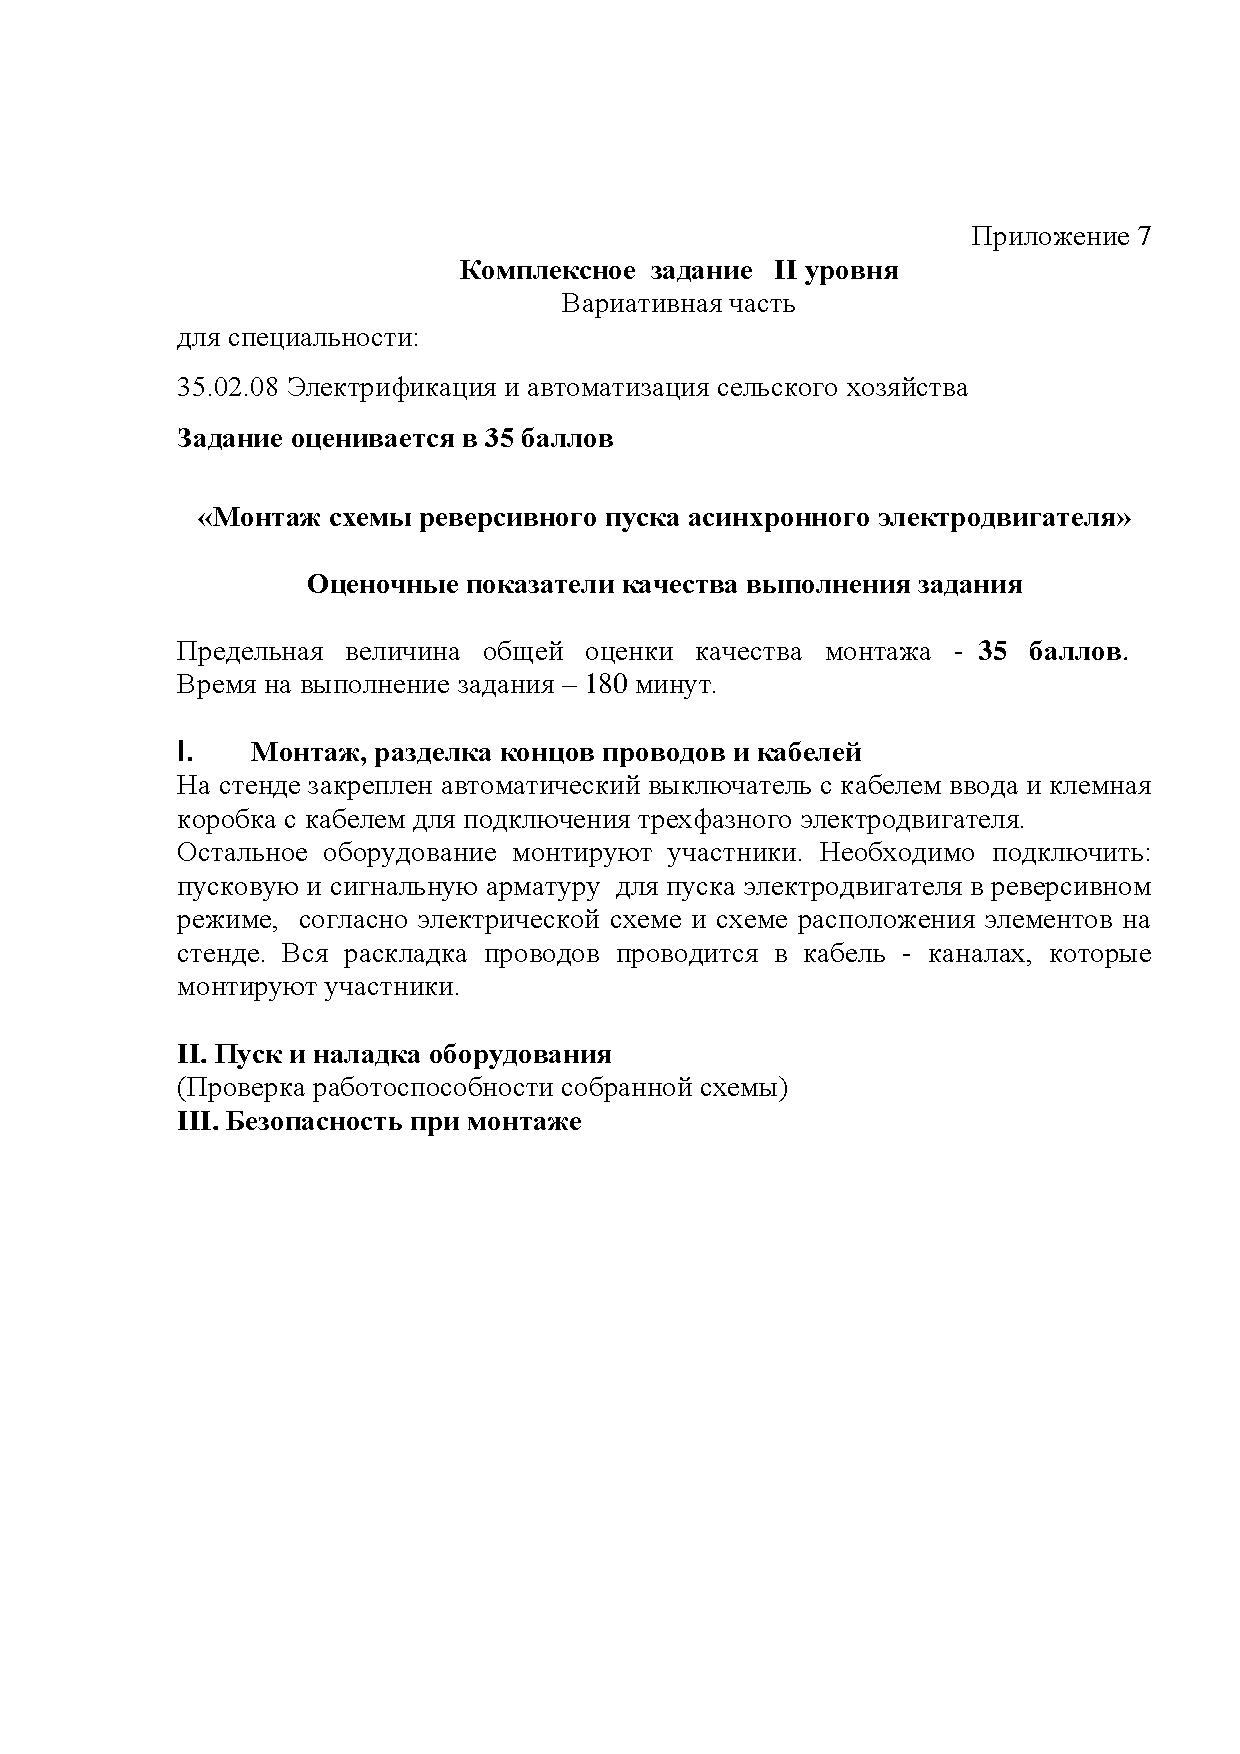 Приложение 7
Комплексное задание II уровня
Вариативная часть
для специальности:
35.02.08 Электрификация и автоматизация сельского хозяйства
Задание оценивается в 35 баллов
«Монтаж схемы реверсивного пуска асинхронного электродвигателя»
Оценочные показатели качества выполнения задания
Предельная величина общей оценки качества монтажа - 35 баллов.
Время на выполнение задания – 180 минут.
I. Монтаж, разделка концов проводов и кабелей
На стенде закреплен автоматический выключатель с кабелем ввода и клемная
коробка с кабелем для подключения трехфазного электродвигателя.
Остальное оборудование монтируют участники. Необходимо подключить:
пусковую и сигнальную арматуру для пуска электродвигателя в реверсивном
режиме, согласно электрической схеме и схеме расположения элементов на
стенде. Вся раскладка проводов проводится в кабель - каналах, которые
монтируют участники.
II. Пуск и наладка оборудования
(Проверка работоспособности собранной схемы)
III. Безопасность при монтаже